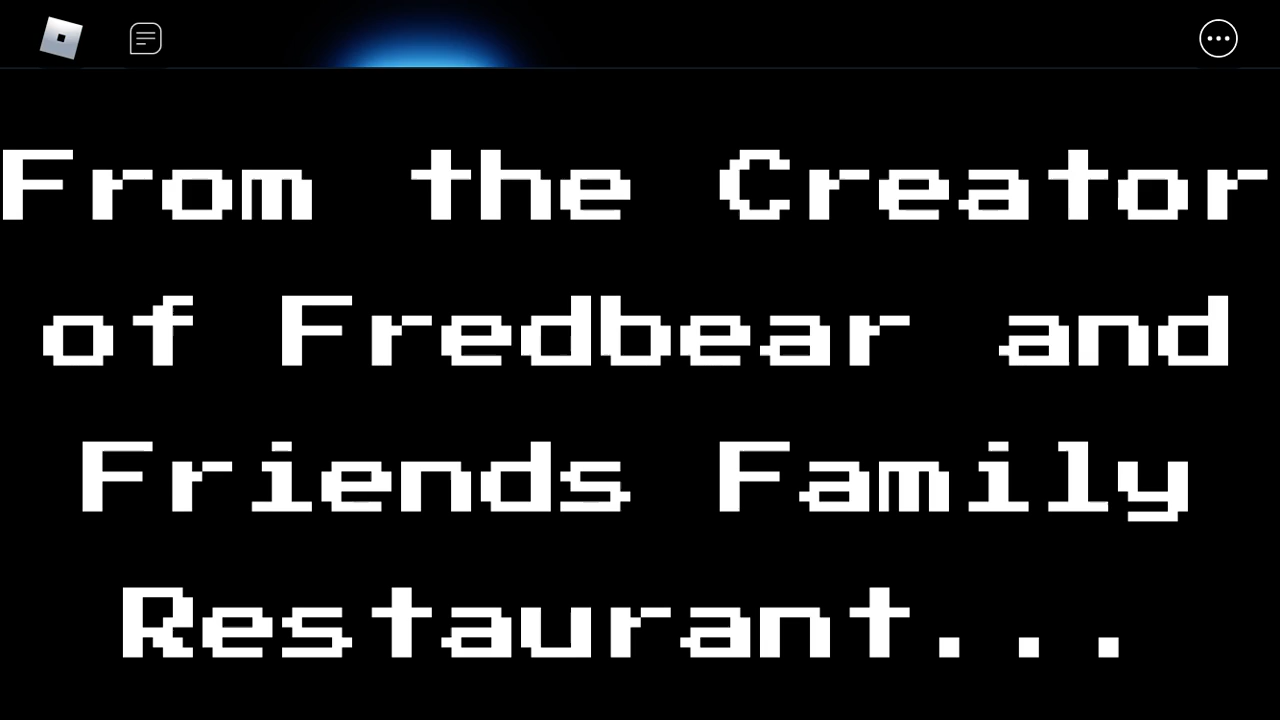 From the Creator
of Fredbear and
Friends Family
Restaurant...